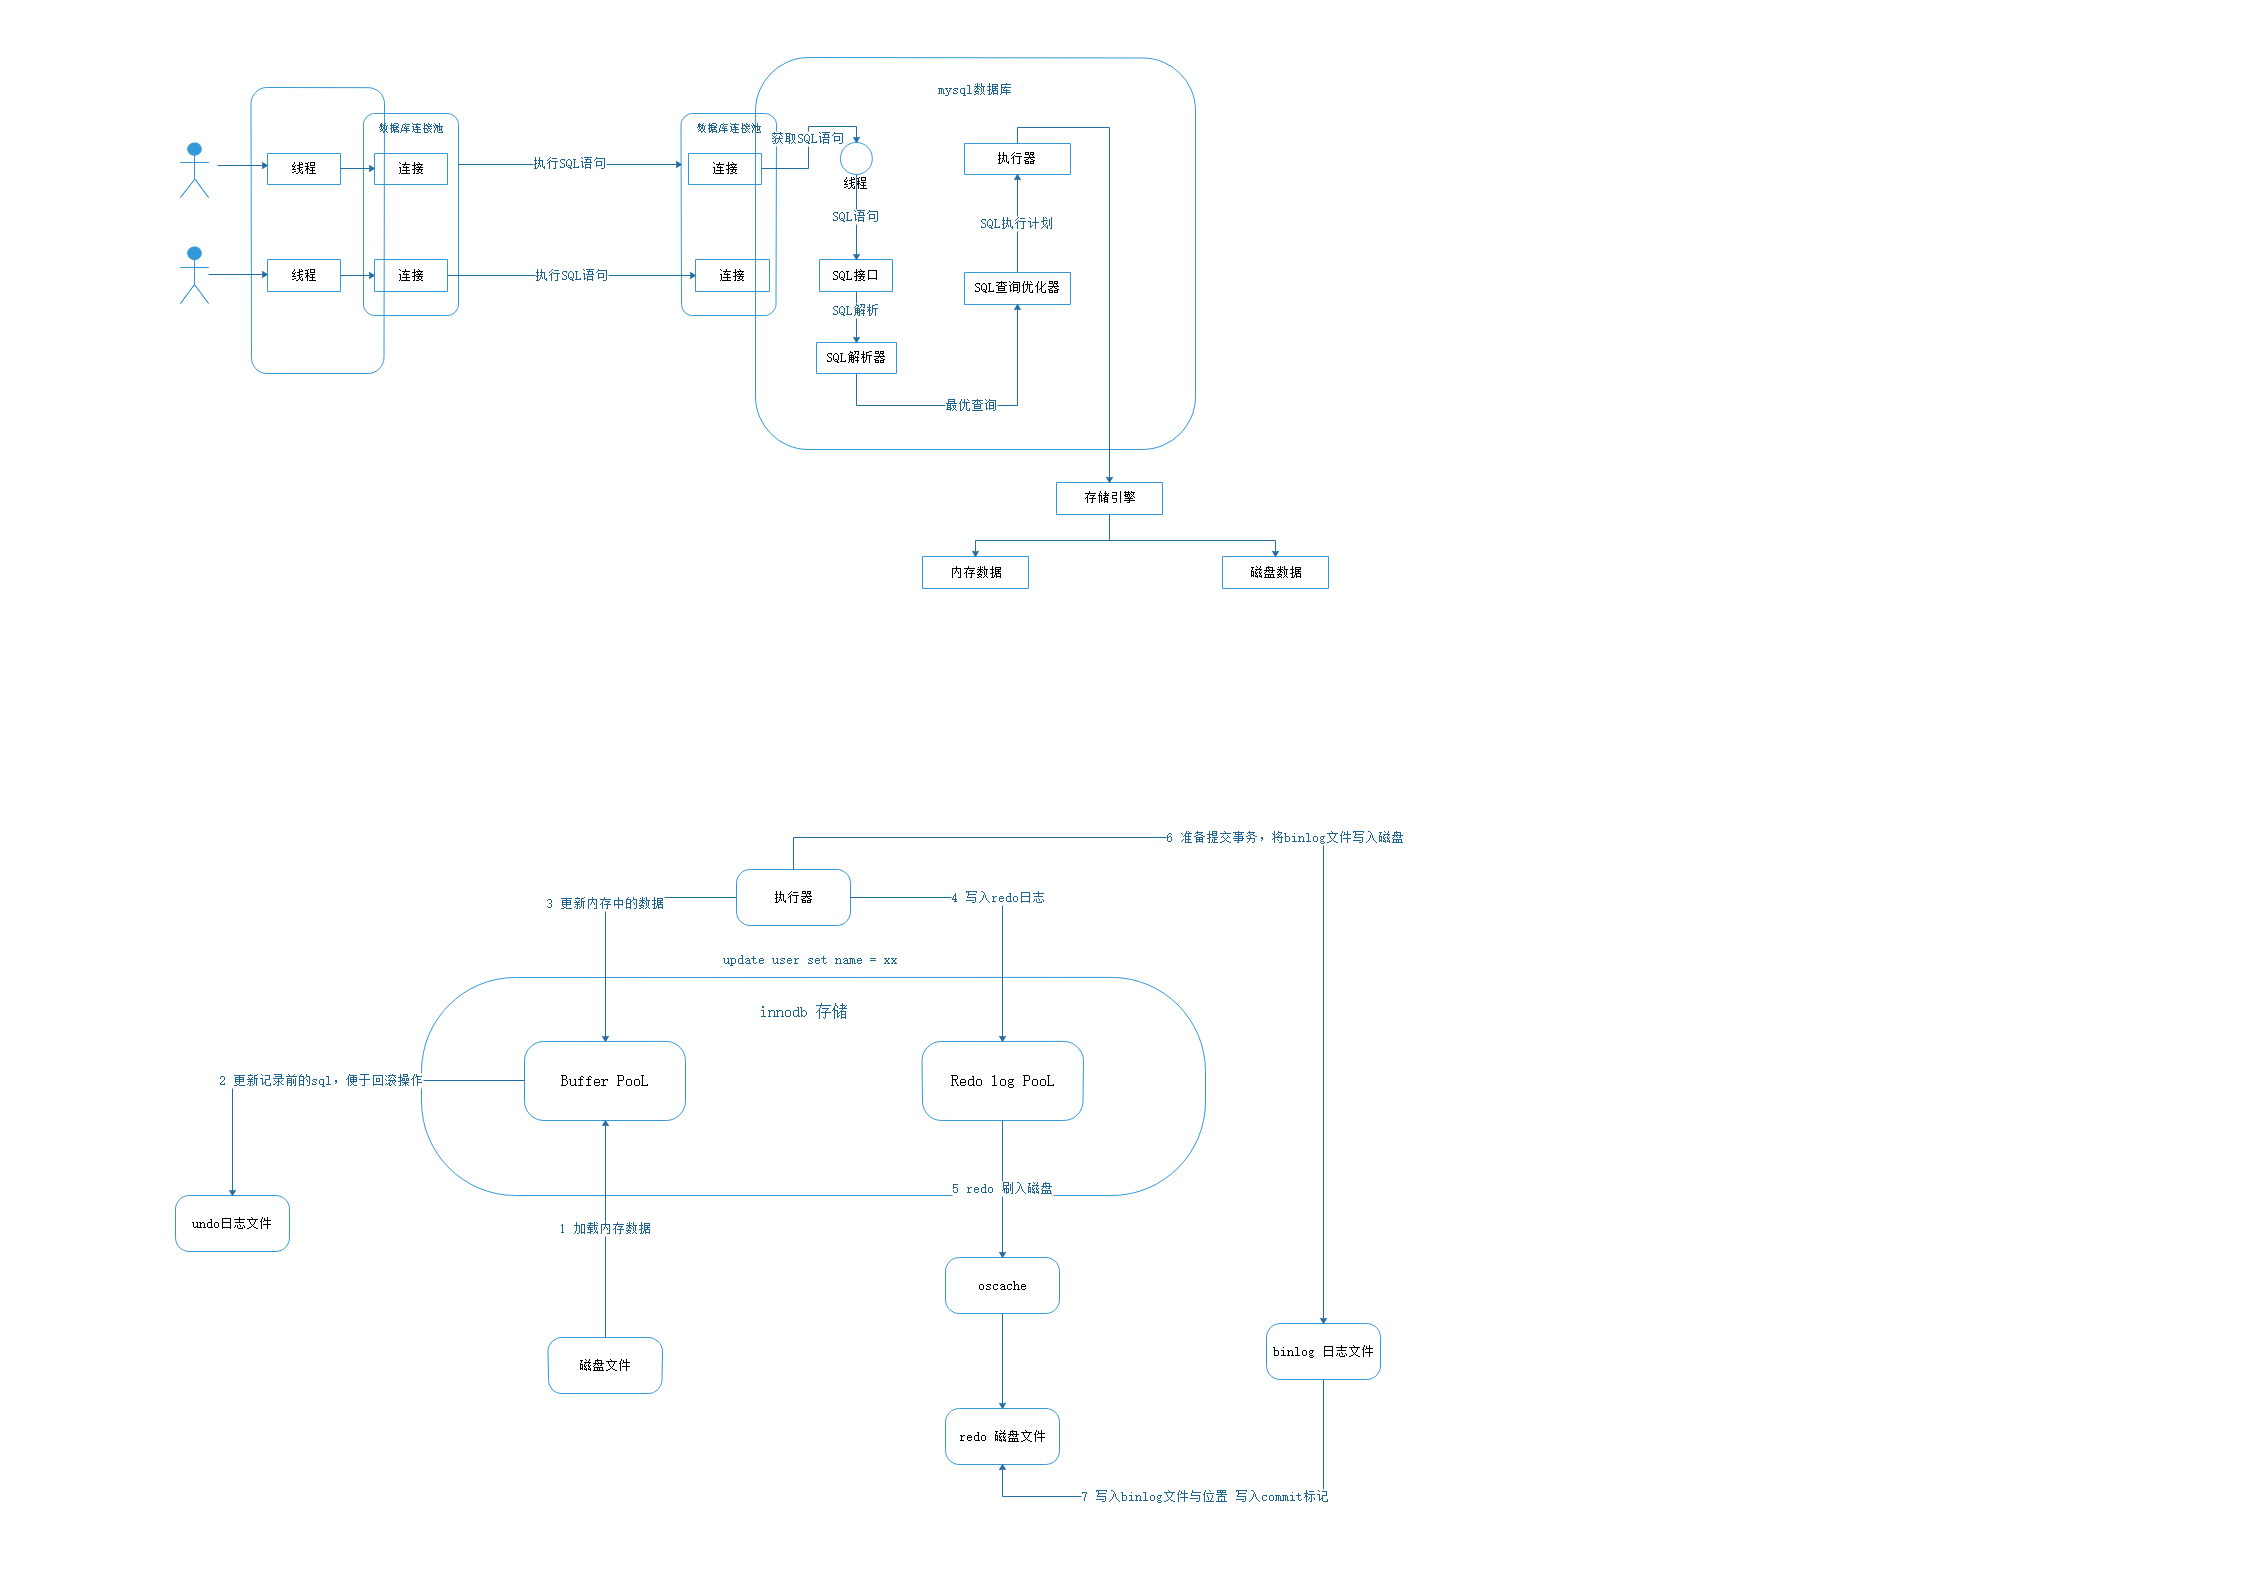 mysql数据库
数据库连接池
数据库连接池
获取SQL语句
线程
连接
执行SQL语句
连接
执行器
线程
SQL语句
SQL执行计划
线程
连接
执行SQL语句
连接
SQL接口
SQL查询优化器
SQL解析
SQL解析器
最优查询
存储引擎
内存数据
磁盘数据
6 准备提交事务，将binlog文件写入磁盘
执行器
3 更新内存中的数据
4 写入redo日志
update user set name = xx
innodb 存储
2 更新记录前的sql，便于回滚操作
Buffer PooL
Redo log PooL
5 redo 刷入磁盘
undo日志文件
1 加载内存数据
oscache
binlog 日志文件
磁盘文件
redo 磁盘文件
7 写入binlog文件与位置 写入commit标记